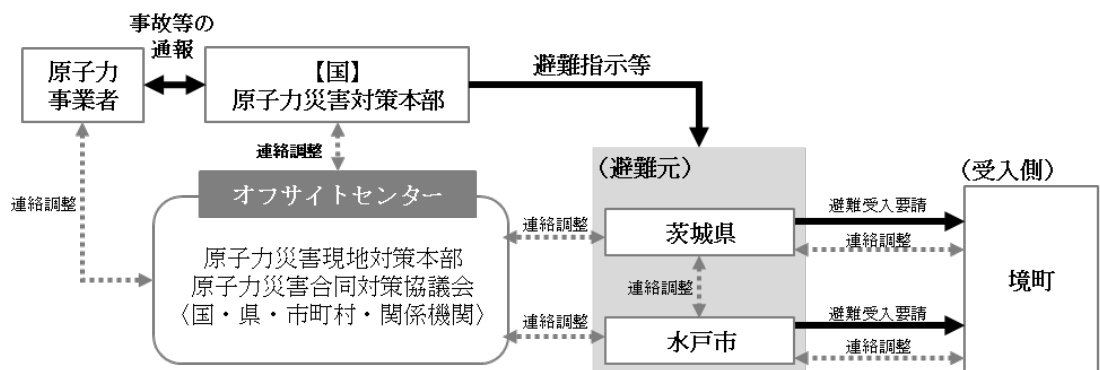 事故等の
通報
原子力
事業者
【国】
原子力災害対策本部
避難指示等
連絡調整
連絡調整
オフサイトセンター
原子力災害現地対策本部
原子力災害合同対策協議会
〈国・県・市町村・関係機関〉
連絡調整
連絡調整
（避難元）
茨城県
連絡調整
水戸市
避難受入要請
連絡調整
避難受入要請
連絡調整
（受入側）
境町